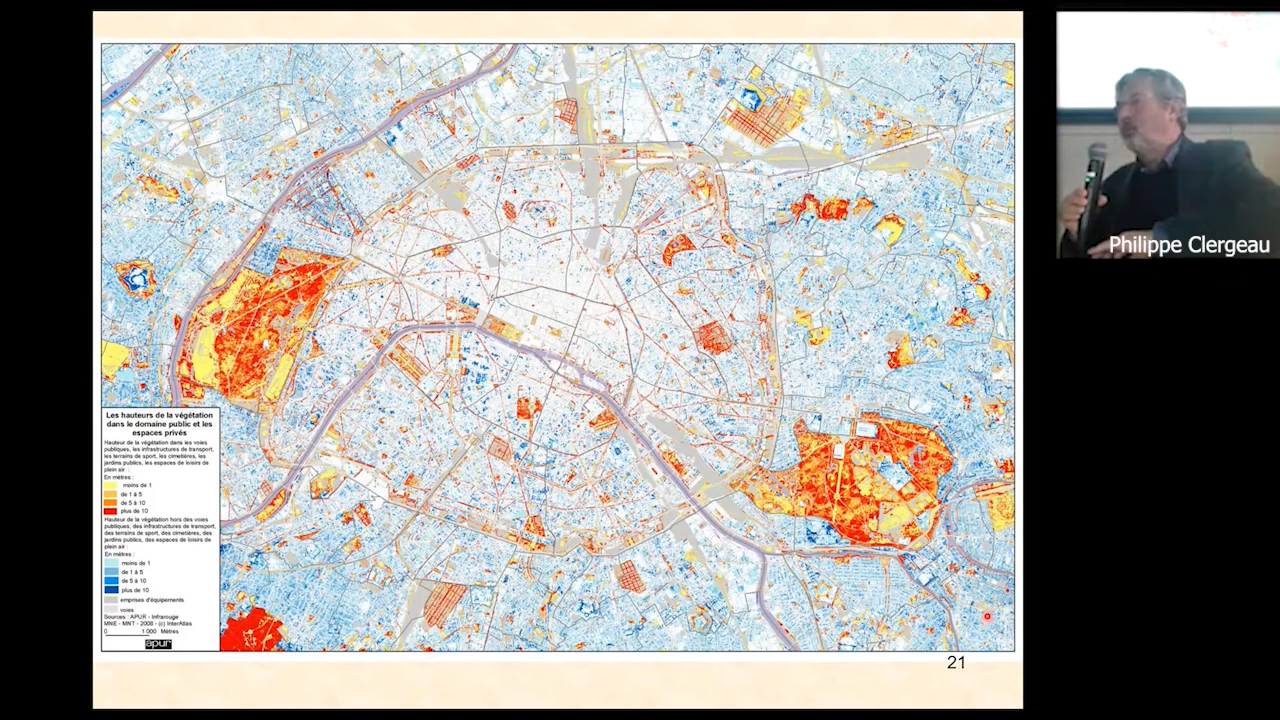 Philippe Clergeau
Les hauteurs de la végétation
dans le domaine public et les
espaces privés
Hauteur de la végétation dans les voies
publiques, les infrastructures de transport,
les terrains de sport, les cimetières, les
jardins publics, les espaces de loisirs de
plein air :
En mètres :
moins de 1
de 1 à 5
de 5 à 10
plus de 10
Hauteur de la végétation hors des voies
publiques, des infrastructures de transport,
des terrains de sport, des cimetières, des
jardins publics, des espaces de loisirs de
plein air :
En mètres :
moins de 1
de 1 à 5
de 5 à 10
plus de 10
emprises d'équipements
voies
Sources : APUR - Infrarouge
MNE - MNT - 2008 - (c) InterAtlas
0 1 000 Mètres
apur
21